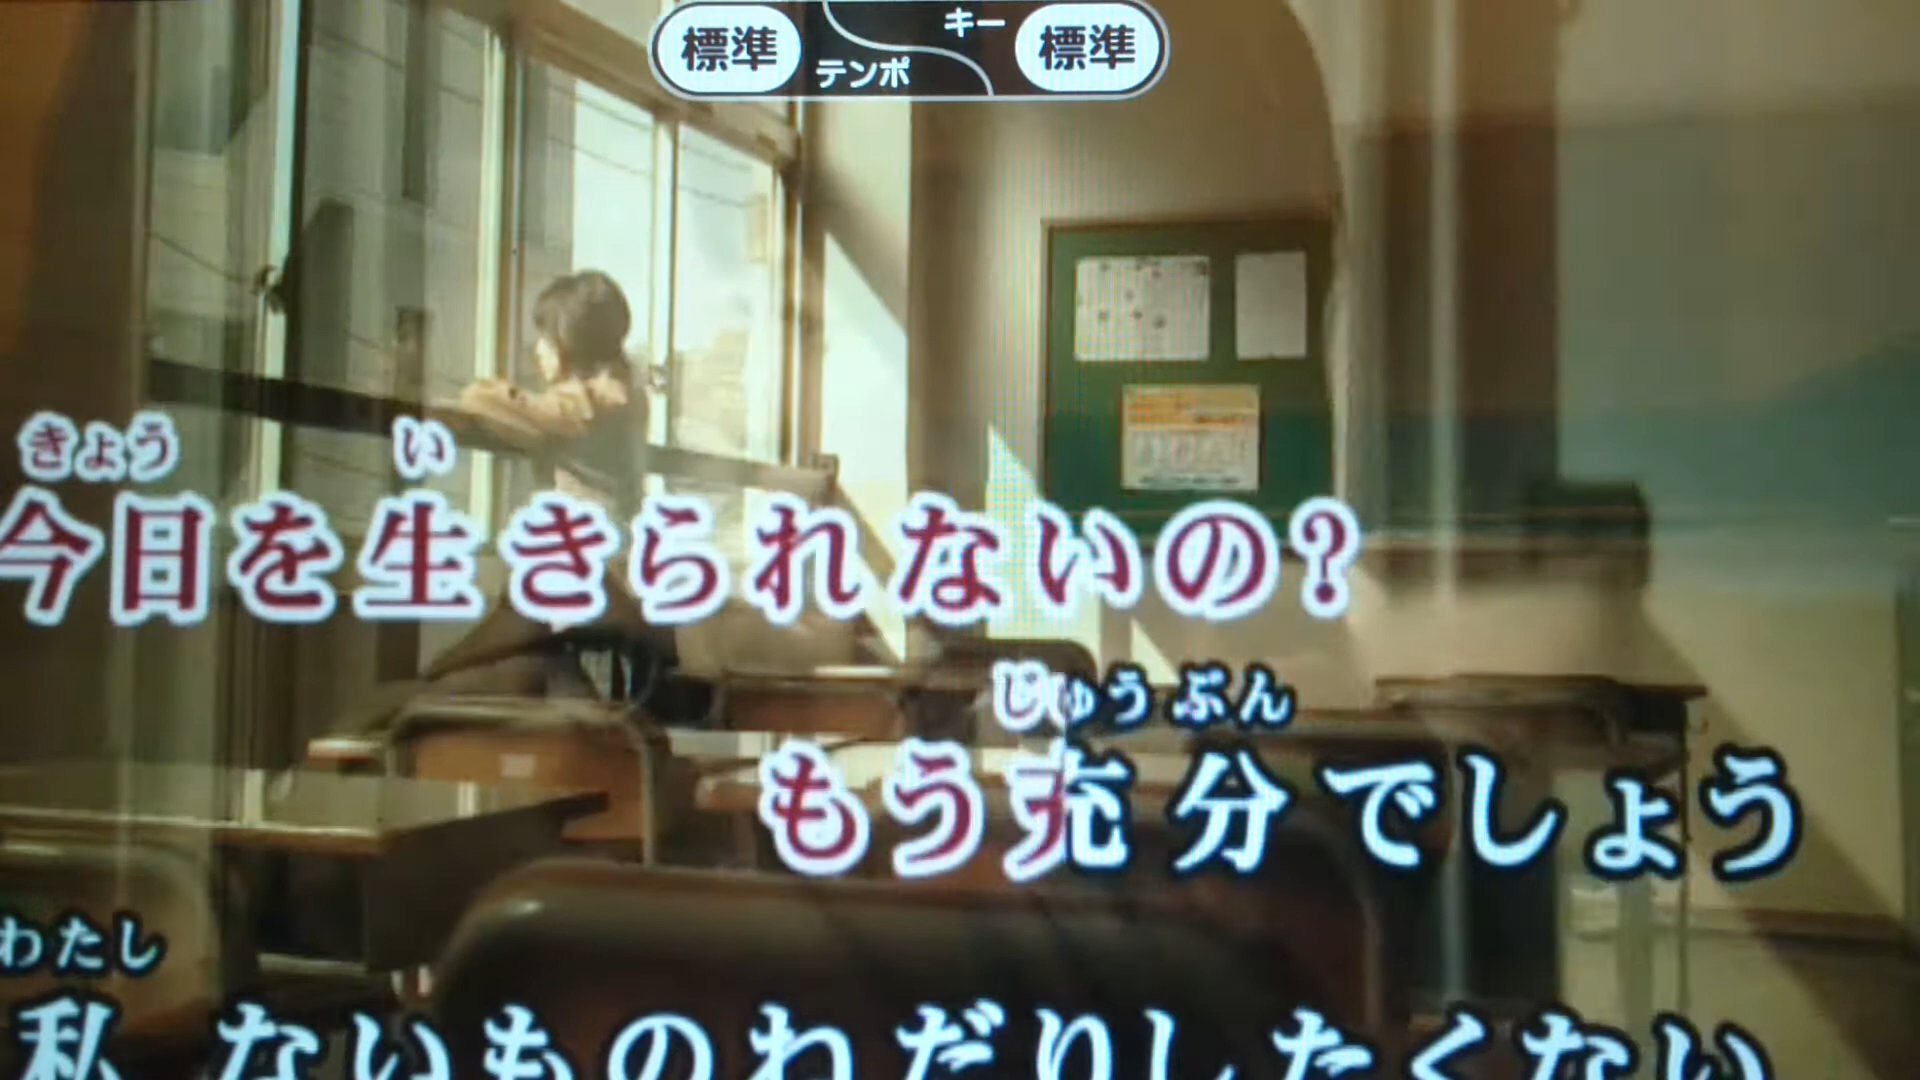 標準 テンポ キー 標準
きょう い
今日を生きられないの?
じゅうぶん
もう充分でしょう
わたし
私 ないものねだりしたくない